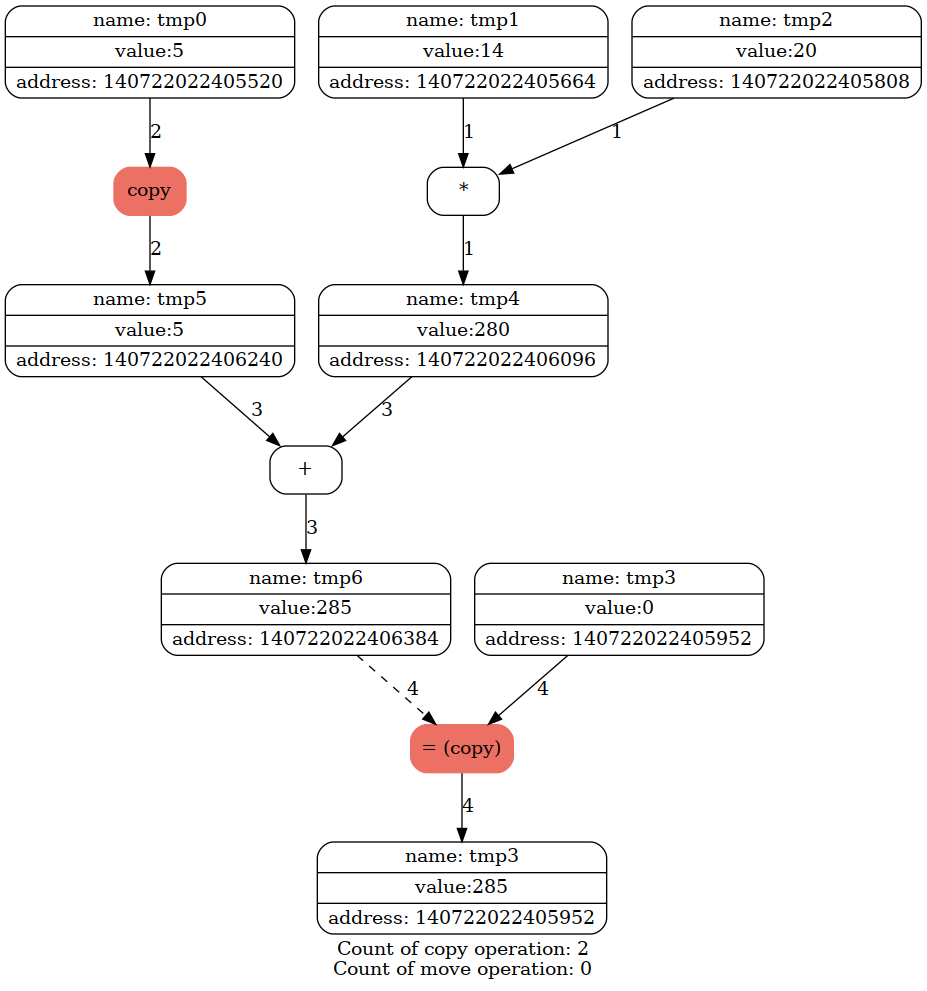 name: tmp0
value:5
address: 140722022405520
name: tmp1
value:14
address: 140722022405664
name: tmp2
value:20
address: 140722022405808
2
1
1
copy
*
2
1
name: tmp5
value:5
address: 140722022406240
name: tmp4
value:280
address: 140722022406096
3
3
+
3
name: tmp6
value:285
address: 140722022406384
name: tmp3
value:0
address: 140722022405952
4
4
= (copy)
4
name: tmp3
value:285
address: 140722022405952
Count of copy operation: 2
Count of move operation: 0